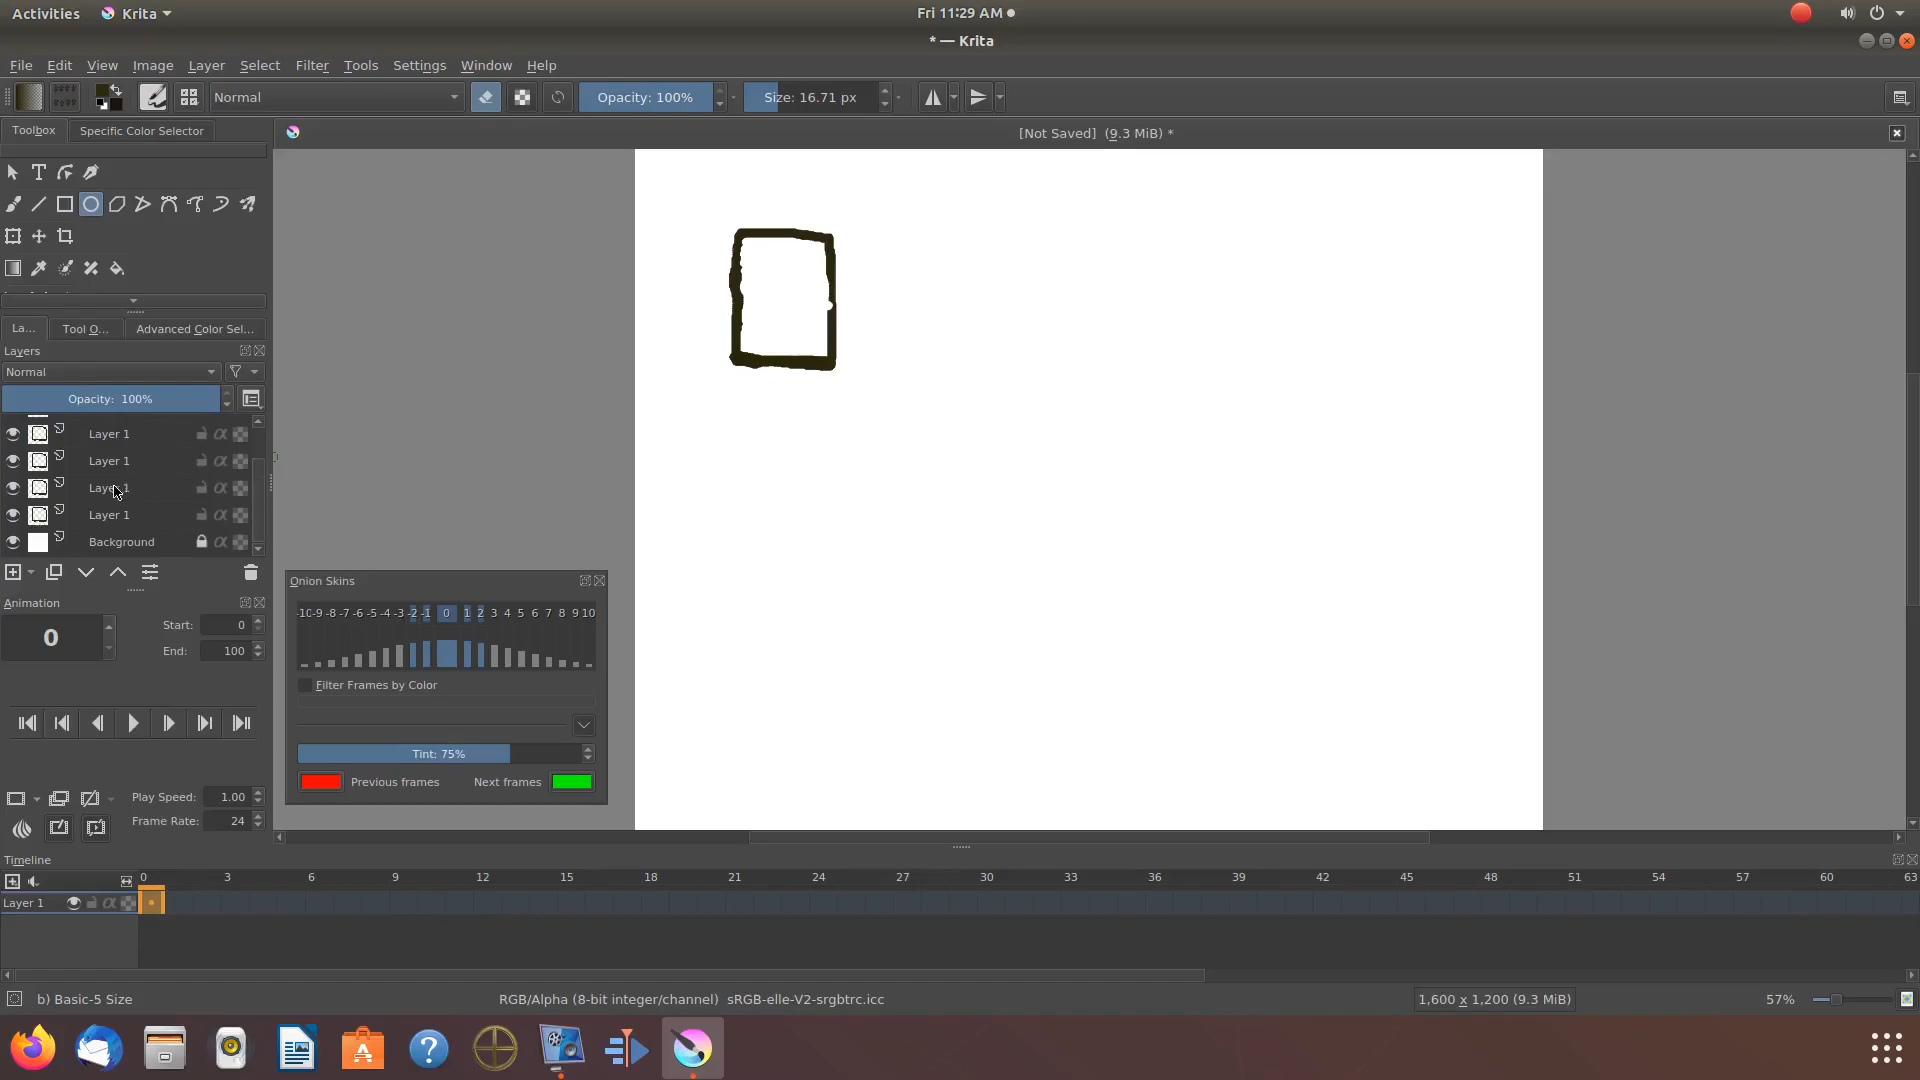 Activities Krita Fri 11:29 AM
* — Krita
File Edit View Image Layer Select Filter Tools Settings Window Help
Normal Opacity: 100% Size: 16.71 px
Toolbox Specific Color Selector
[Not Saved] (9.3 MiB) *
La... Tool O... Advanced Color Sel...
Layers
Normal
Opacity: 100%
Layer 1
Layer 1
Layer 1
Layer 1
Background
Onion Skins
-10 -9 -8 -7 -6 -5 -4 -3 -2 -1 0 1 2 3 4 5 6 7 8 9 10
Filter Frames by Color
Tint: 75%
Previous frames Next frames
Animation
0
Start: 0
End: 100
Play Speed: 1.00
Frame Rate: 24
Timeline
0 3 6 9 12 15 18 21 24 27 30 33 36 39 42 45 48 51 54 57 60 63
Layer 1
b) Basic-5 Size RGB/Alpha (8-bit integer/channel) sRGB-elle-V2-srgbtrc.icc 1,600 x 1,200 (9.3 MiB) 57%